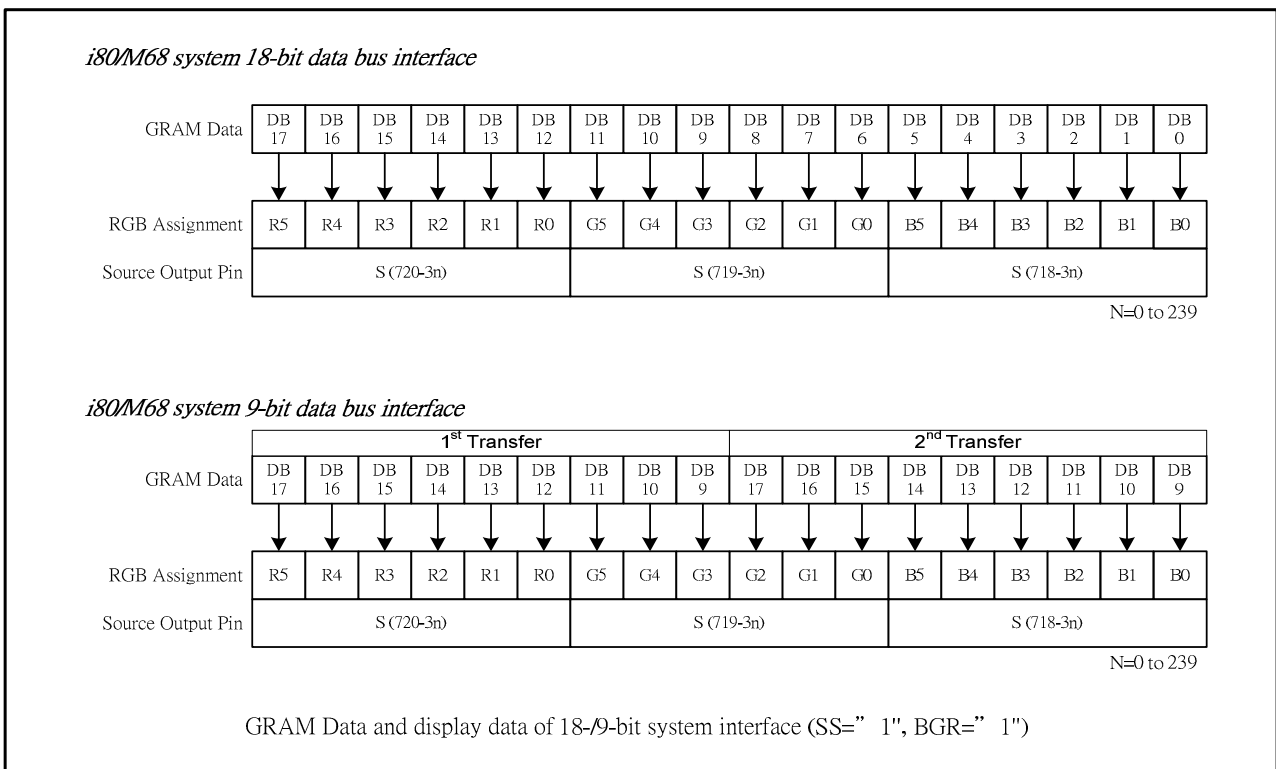 i80/M68 system 18-bit data bus interface
GRAM Data DB 17 DB 16 DB 15 DB 14 DB 13 DB 12 DB 11 DB 10 DB 9 DB 8 DB 7 DB 6 DB 5 DB 4 DB 3 DB 2 DB 1 DB 0
RGB Assignment R5 R4 R3 R2 R1 R0 G5 G4 G3 G2 G1 G0 B5 B4 B3 B2 B1 B0
Source Output Pin S (720-3n) S (719-3n) S (718-3n)
N=0 to 239
i80/M68 system 9-bit data bus interface
1st Transfer 2nd Transfer
GRAM Data DB 17 DB 16 DB 15 DB 14 DB 13 DB 12 DB 11 DB 10 DB 9 DB 17 DB 16 DB 15 DB 14 DB 13 DB 12 DB 11 DB 10 DB 9
RGB Assignment R5 R4 R3 R2 R1 R0 G5 G4 G3 G2 G1 G0 B5 B4 B3 B2 B1 B0
Source Output Pin S (720-3n) S (719-3n) S (718-3n)
N=0 to 239
GRAM Data and display data of 18-/9-bit system interface (SS=” 1", BGR=” 1")